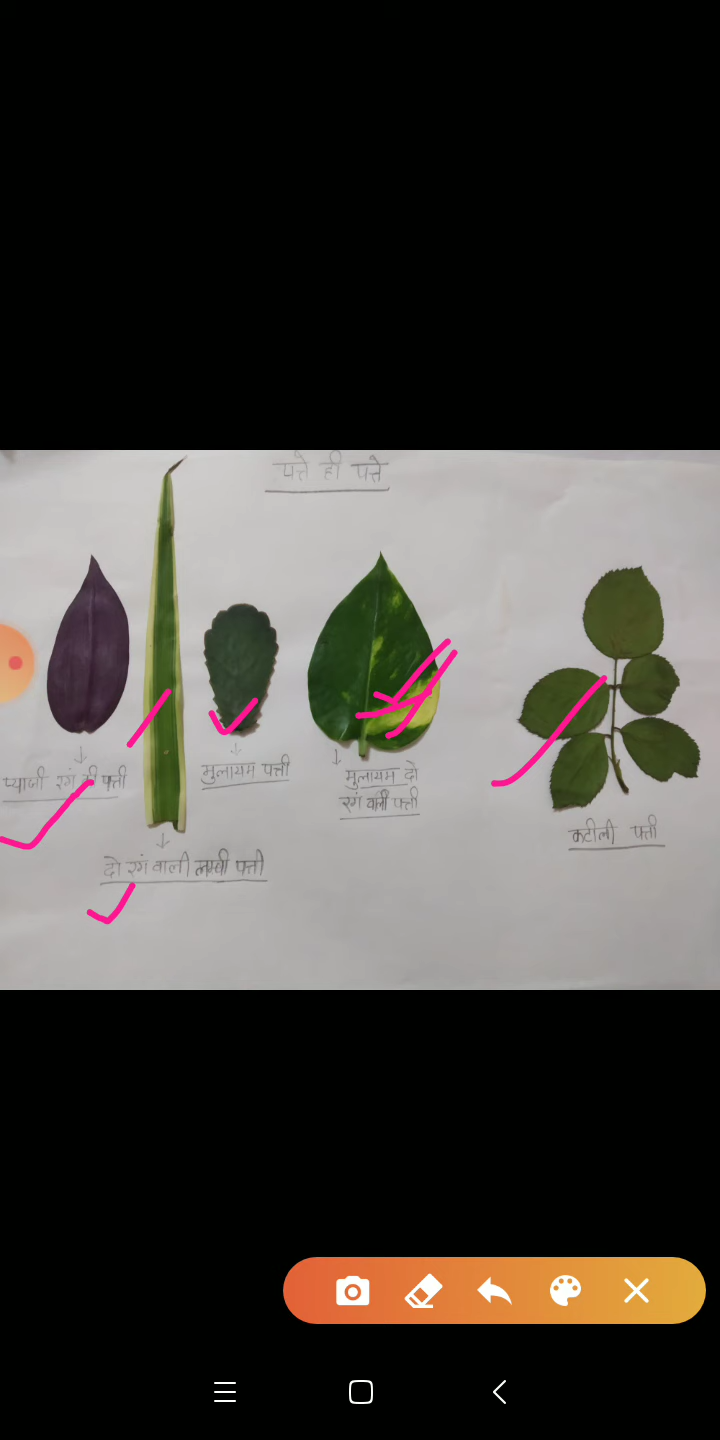 पत्ते ही पत्ते
प्याजी रंग की पत्ती
मुलायम पत्ती
मुलायम दो
रंग वाली पत्ती
कटीली पत्ती
दो रंग वाली लम्बी पत्ती